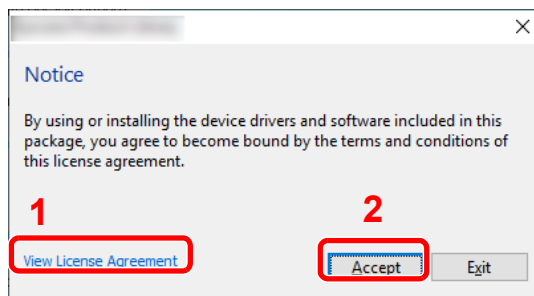 Notice
By using or installing the device drivers and software included in this
package, you agree to become bound by the terms and conditions of
this license agreement.
1
2
View License Agreement
Accept
Exit